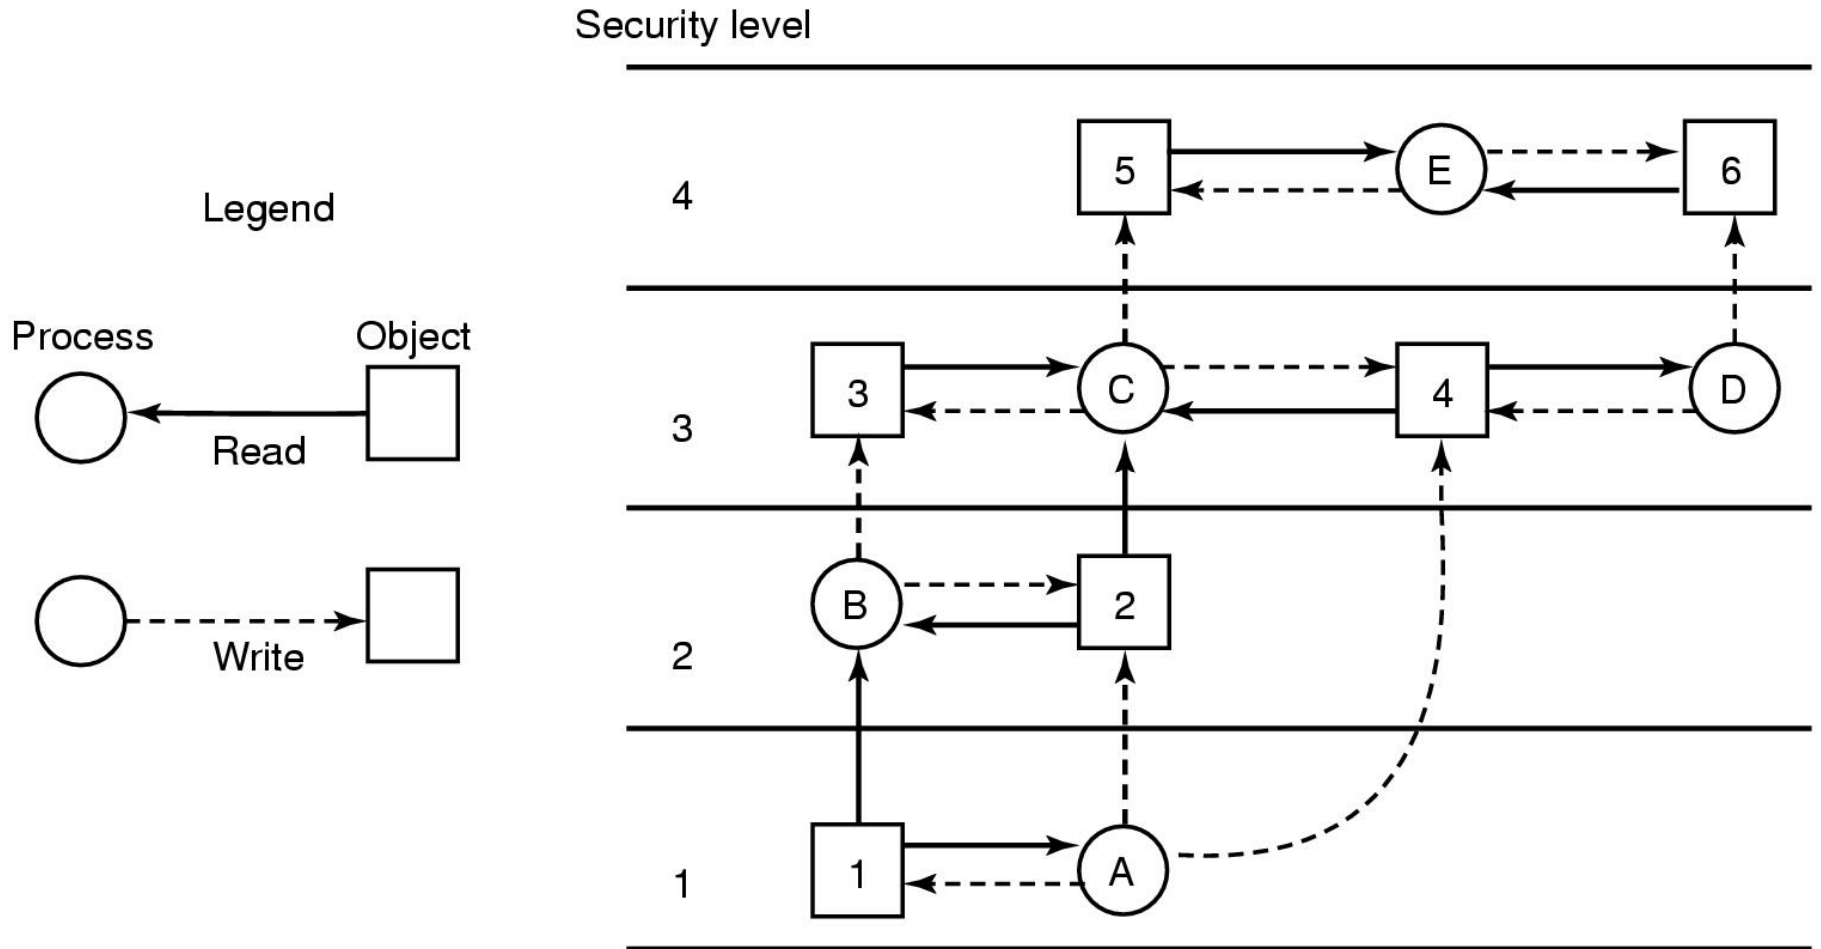 Security level
Legend
Process Object
Read
Write
4
5 E 6
3
3 C 4 D
2
B 2
1
1 A